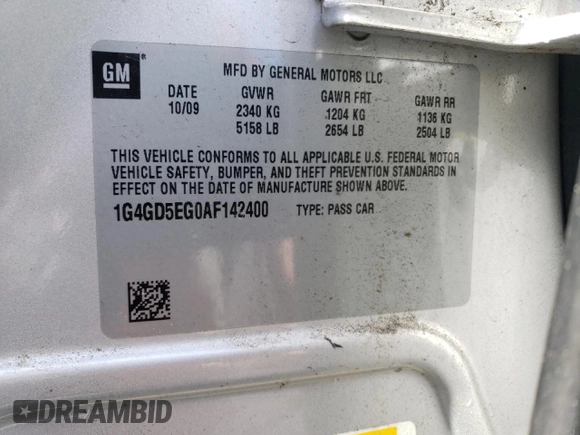 GM ® MFD BY GENERAL MOTORS LLC
DATE GVWR GAWR FRT GAWR RR
10/09 2340 KG 1204 KG 1136 KG
5158 LB 2654 LB 2504 LB
THIS VEHICLE CONFORMS TO ALL APPLICABLE U.S. FEDERAL MOTOR
VEHICLE SAFETY, BUMPER, AND THEFT PREVENTION STANDARDS IN
EFFECT ON THE DATE OF MANUFACTURE SHOWN ABOVE.
1G4GD5EG0AF142400 TYPE: PASS CAR
DREAMBID